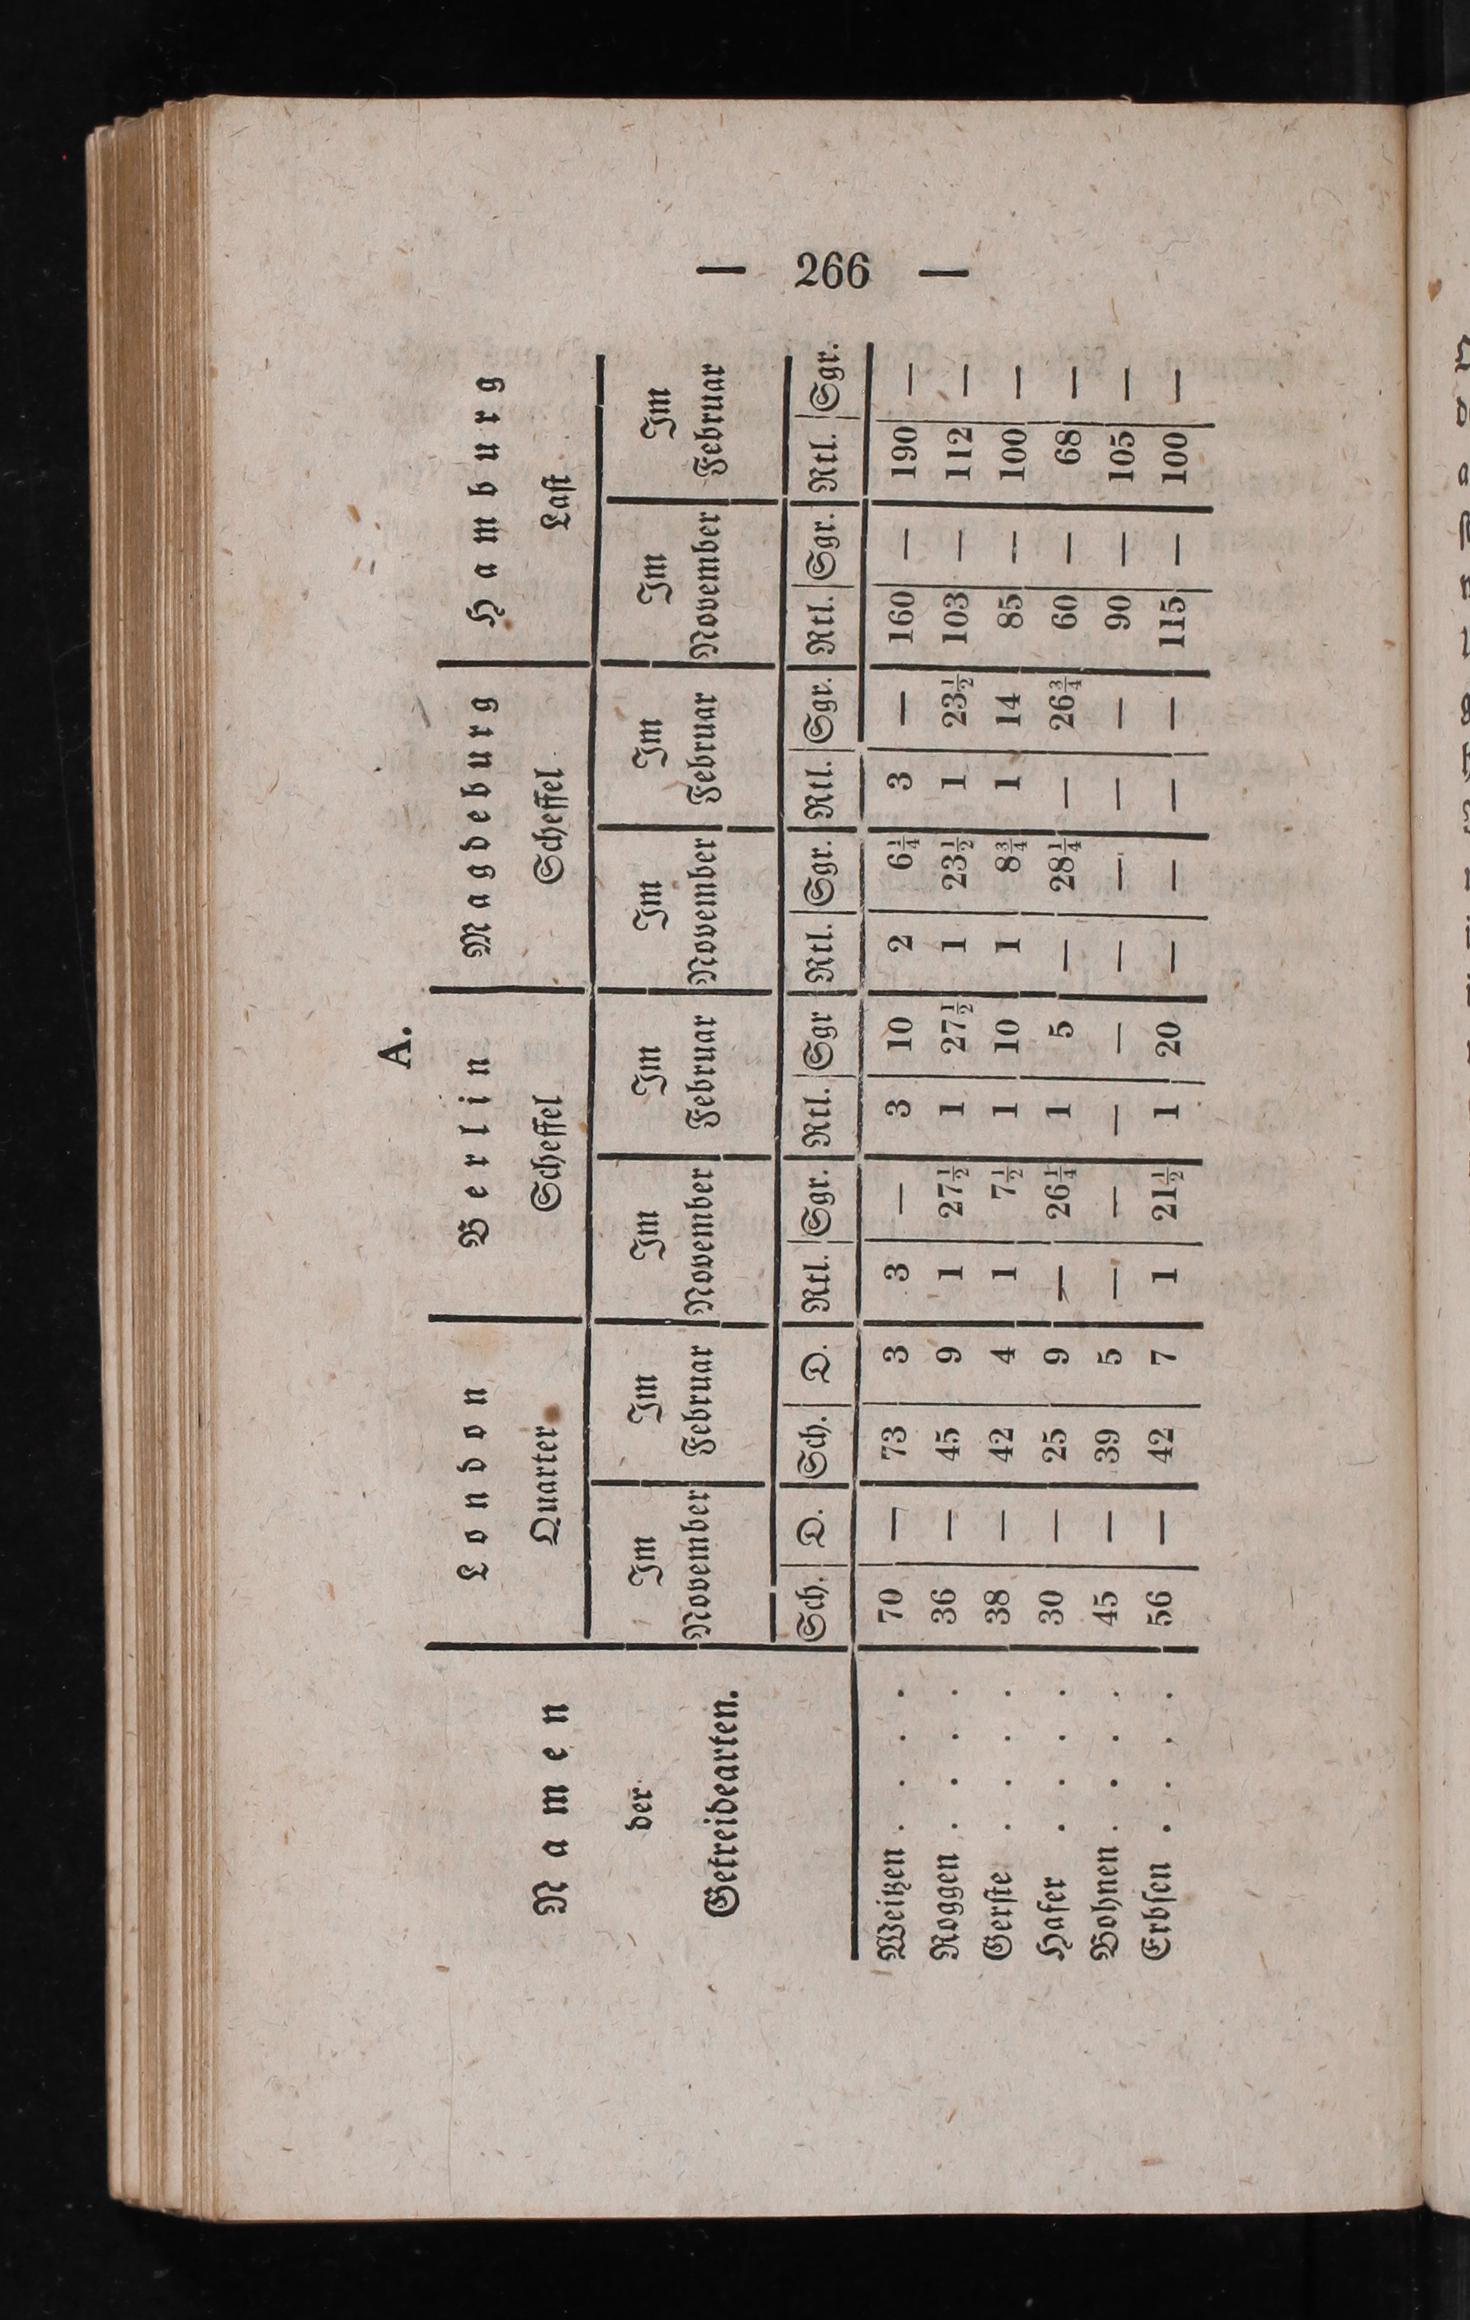 — 266 —
A.
Namen der Getreidearten. London Berlin Magdeburg Hamburg
Quarter Scheffel Scheffel Last
Im November Im Februar Im November Im Februar Im November Im Februar Im November Im Februar
Sch. D. Sch. D. Rtl. Sgr. Rtl. Sgr Rtl. Sgr. Rtl. Sgr. Rtl. Sgr. Rtl. Sgr.
Weitzen . . . . 70 — 73 3 3 — 3 10 2 6¼ 3 — 160 — 190 —
Roggen . . . . 36 — 45 9 1 27½ 1 27½ 1 23½ 1 23½ 103 — 112 —
Gerste . . . . 38 — 42 4 1 7½ 1 10 1 8¾ 1 14 85 — 100 —
Hafer . . . . 30 — 25 9 — 26¼ 1 5 — 28¼ — 26¾ 60 — 68 —
Bohnen . . . . 45 — 39 5 — — — — — — — — 90 — 105 —
Erbsen . . . . 56 — 42 7 1 21½ 1 20 — — — — 115 — 100 —